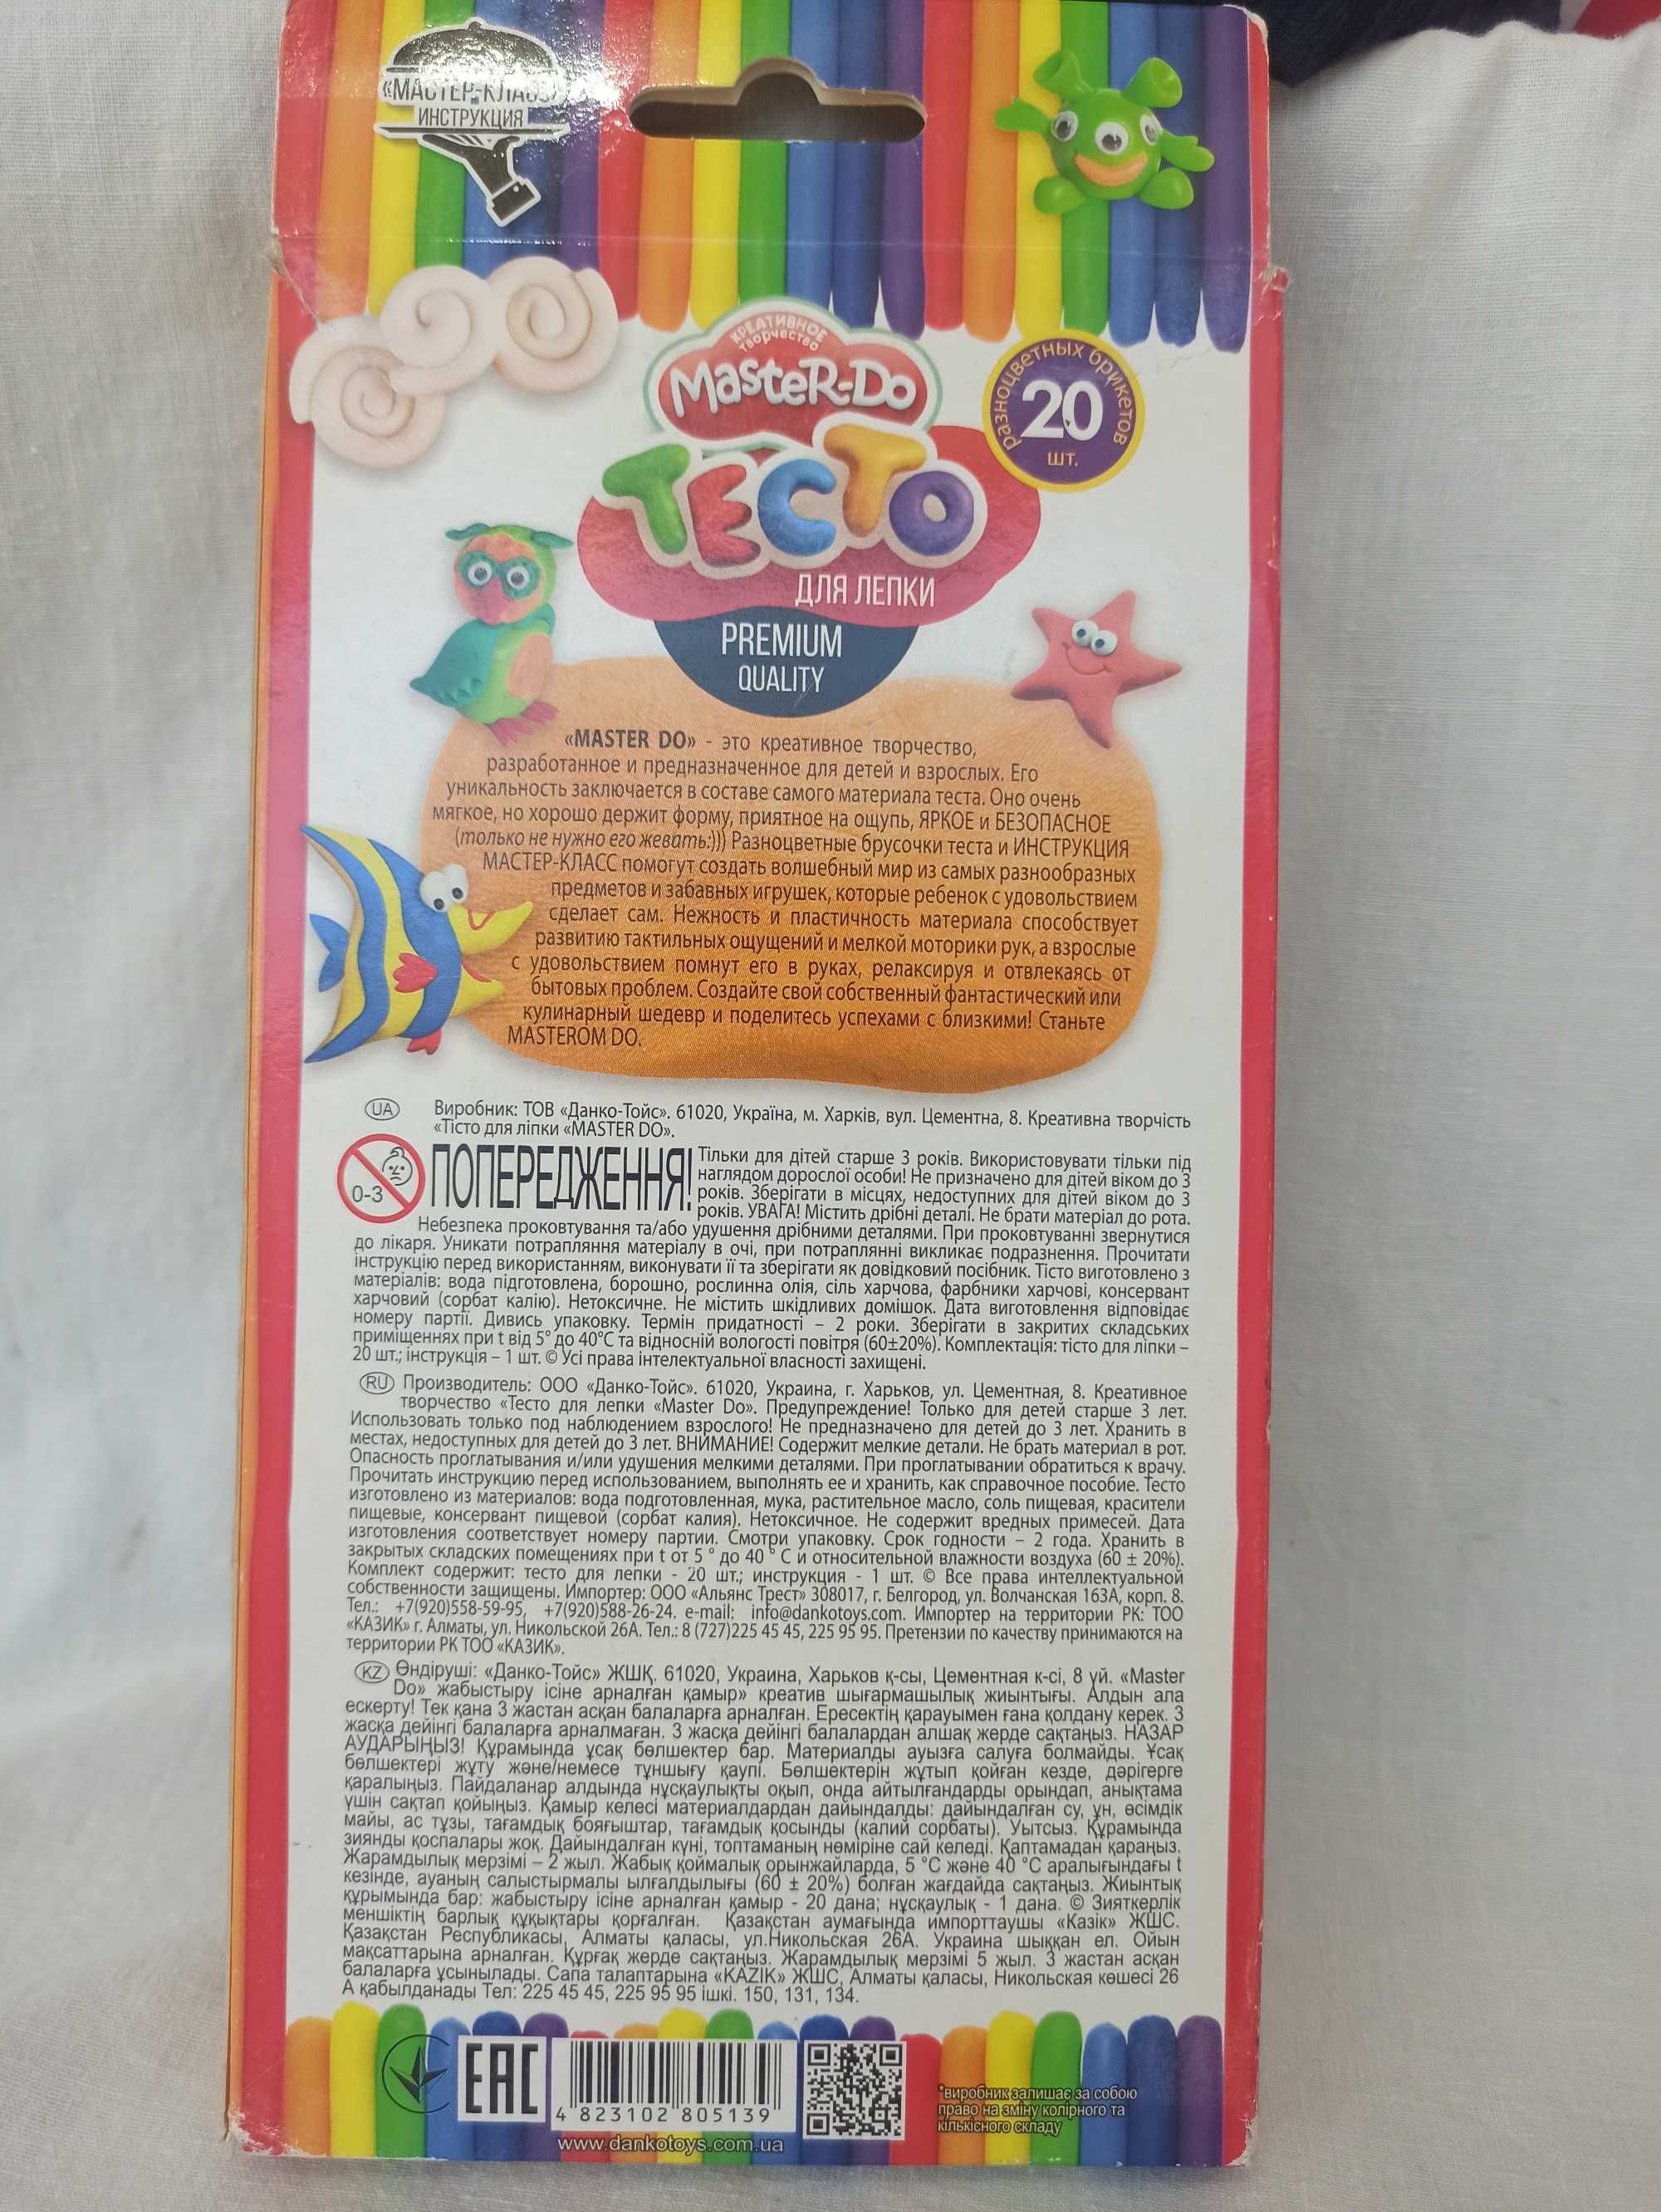 «МАСТЕР-КЛАСС»
ИНСТРУКЦИЯ
КРЕАТИВНОЕ
ТВОРЧЕСТВО
MasteR-Do
разноцветных брикетов
20
шт.
ТЕСТО
ДЛЯ ЛЕПКИ
PREMIUM
QUALITY
«MASTER DO» - это креативное творчество,
разработанное и предназначенное для детей и взрослых. Его
уникальность заключается в составе самого материала теста. Оно очень
мягкое, но хорошо держит форму, приятное на ощупь, ЯРКОЕ и БЕЗОПАСНОЕ
(только не нужно его жевать:))) Разноцветные брусочки теста и ИНСТРУКЦИЯ
МАСТЕР-КЛАСС помогут создать волшебный мир из самых разнообразных
предметов и забавных игрушек, которые ребенок с удовольствием
сделает сам. Нежность и пластичность материала способствует
развитию тактильных ощущений и мелкой моторики рук, а взрослые
с удовольствием помнут его в руках, релаксируя и отвлекаясь от
бытовых проблем. Создайте свой собственный фантастический или
кулинарный шедевр и поделитесь успехами с близкими! Станьте
MASTEROM DO.
UA Виробник: ТОВ «Данко-Тойс». 61020, Україна, м. Харків, вул. Цементна, 8. Креативна творчість
«Тісто для ліпки «MASTER DO».
0-3
ПОПЕРЕДЖЕННЯ!
Тільки для дітей старше 3 років. Використовувати тільки під
наглядом дорослої особи! Не призначено для дітей віком до 3
років. Зберігати в місцях, недоступних для дітей віком до 3
років. УВАГА! Містить дрібні деталі. Не брати матеріал до рота.
Небезпека проковтування та/або удушення дрібними деталями. При проковтуванні звернутися
до лікаря. Уникати потрапляння матеріалу в очі, при потраплянні викликає подразнення. Прочитати
інструкцію перед використанням, виконувати її та зберігати як довідковий посібник. Тісто виготовлено з
матеріалів: вода підготовлена, борошно, рослинна олія, сіль харчова, фарбники харчові, консервант
харчовий (сорбат калію). Нетоксичне. Не містить шкідливих домішок. Дата виготовлення відповідає
номеру партії. Дивись упаковку. Термін придатності – 2 роки. Зберігати в закритих складських
приміщеннях при t від 5° до 40°С та відносній вологості повітря (60±20%). Комплектація: тісто для ліпки –
20 шт.; інструкція – 1 шт. © Усі права інтелектуальної власності захищені.
RU Производитель: ООО «Данко-Тойс». 61020, Украина, г. Харьков, ул. Цементная, 8. Креативное
творчество «Тесто для лепки «Master Do». Предупреждение! Только для детей старше 3 лет.
Использовать только под наблюдением взрослого! Не предназначено для детей до 3 лет. Хранить в
местах, недоступных для детей до 3 лет. ВНИМАНИЕ! Содержит мелкие детали. Не брать материал в рот.
Опасность проглатывания и/или удушения мелкими деталями. При проглатывании обратиться к врачу.
Прочитать инструкцию перед использованием, выполнять ее и хранить, как справочное пособие. Тесто
изготовлено из материалов: вода подготовленная, мука, растительное масло, соль пищевая, красители
пищевые, консервант пищевой (сорбат калия). Нетоксичное. Не содержит вредных примесей. Дата
изготовления соответствует номеру партии. Смотри упаковку. Срок годности – 2 года. Хранить в
закрытых складских помещениях при t от 5 ° до 40 ° С и относительной влажности воздуха (60 ± 20%).
Комплект содержит: тесто для лепки - 20 шт.; инструкция - 1 шт. © Все права интеллектуальной
собственности защищены. Импортер: ООО «Альянс Трест» 308017, г. Белгород, ул. Волчанская 163А, корп. 8.
Тел.: +7(920)558-59-95, +7(920)588-26-24, e-mail: info@dankotoys.com. Импортер на территории РК: ТОО
«КАЗИК» г. Алматы, ул. Никольской 26А. Тел.: 8 (727)225 45 45, 225 95 95. Претензии по качеству принимаются на
территории РК ТОО «КАЗИК».
KZ Өндіруші: «Данко-Тойс» ЖШҚ, 61020, Украина, Харьков қ-сы, Цементная к-сі, 8 үй. «Master
Do» жабыстыру ісіне арналған қамыр» креатив шығармашылық жиынтығы. Алдын ала
ескерту! Тек қана 3 жастан асқан балаларға арналған. Ересектің қарауымен ғана қолдану керек. 3
жасқа дейінгі балаларға арналмаған. 3 жасқа дейінгі балалардан алшақ жерде сақтаңыз. НАЗАР
АУДАРЫҢЫЗ! Құрамында ұсақ бөлшектер бар. Материалды ауызға салуға болмайды. Ұсақ
бөлшектері жұту және/немесе тұншығу қаупі. Бөлшектерін жұтып қойған кезде, дәрігерге
қаралыңыз. Пайдаланар алдында нұсқаулықты оқып, онда айтылғандарды орындап, анықтама
үшін сақтап қойыңыз. Қамыр келесі материалдардан дайындалды: дайындалған су, ұн, өсімдік
майы, ас тұзы, тағамдық бояғыштар, тағамдық қосынды (калий сорбаты). Уытсыз. Құрамында
зиянды қоспалары жоқ. Дайындалған күні, топтаманың нөміріне сай келеді. Қаптамадан қараңыз.
Жарамдылық мерзімі – 2 жыл. Жабық қоймалық орынжайларда, 5 °С және 40 °С аралығындағы t
кезінде, ауаның салыстырмалы ылғалдылығы (60 ± 20%) болған жағдайда сақтаңыз. Жиынтық
құрымында бар: жабыстыру ісіне арналған қамыр - 20 дана; нұсқаулық - 1 дана. © Зияткерлік
меншіктің барлық құқықтары қорғалған. Қазақстан аумағында импорттаушы «Казік» ЖШС.
Қазақстан Республикасы, Алматы қаласы, ул.Никольская 26А. Украина шыққан ел. Ойын
мақсаттарына арналған. Құрғақ жерде сақтаңыз. Жарамдылық мерзімі 5 жыл. 3 жастан асқан
балаларға ұсынылады. Сапа талаптарына «KAZIK» ЖШС, Алматы қаласы, Никольская көшесі 26
А қабылданады Тел: 225 45 45, 225 95 95 ішкі. 150, 131, 134.
EAC
4 823102 805139
www.dankotoys.com.ua
*виробник залишає за собою
право на зміну колірного та
кількісного складу